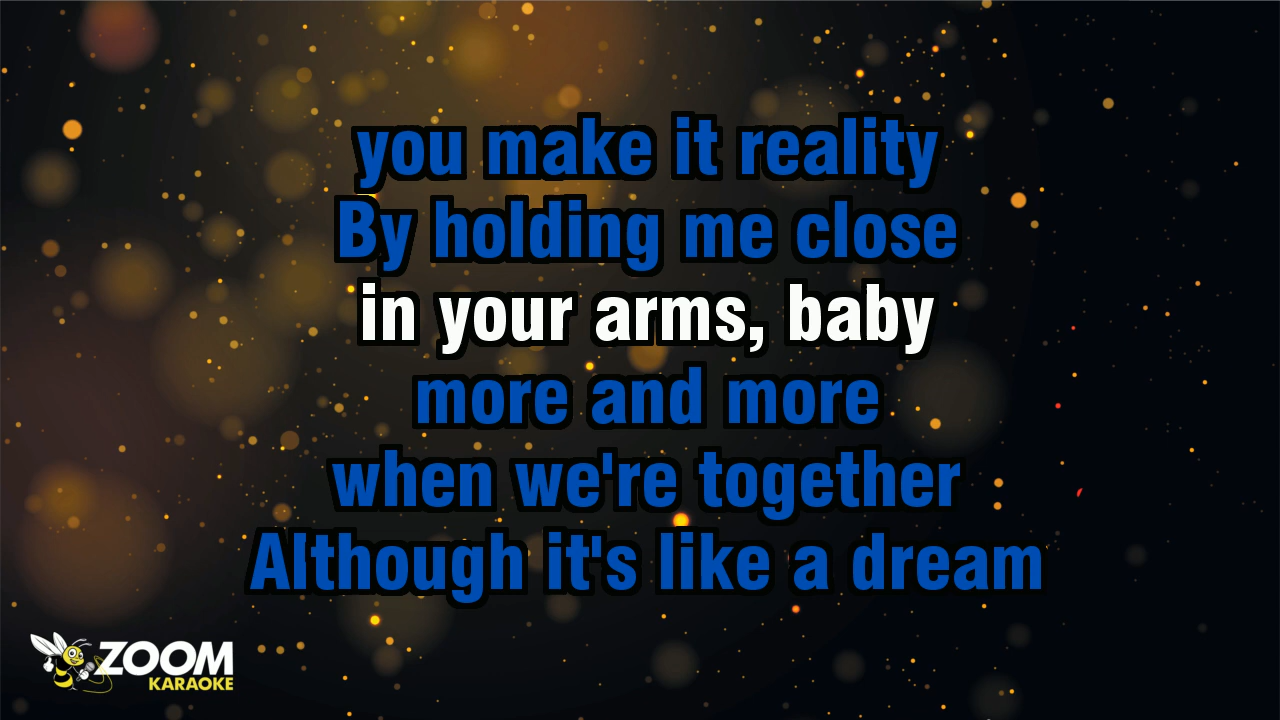 you make it reality
By holding me close
in your arms, baby
more and more
when we're together
Although it's like a dream
ZOOM
KARAOKE